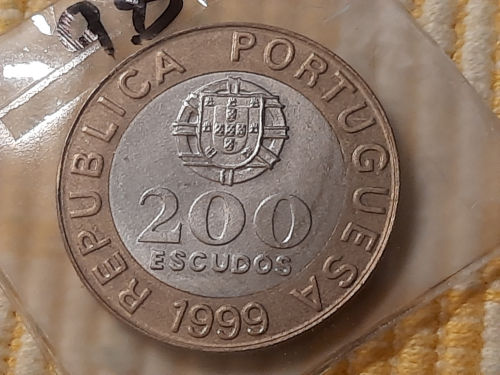 REPUBLICA PORTUGUESA
200
ESCUDOS
1999